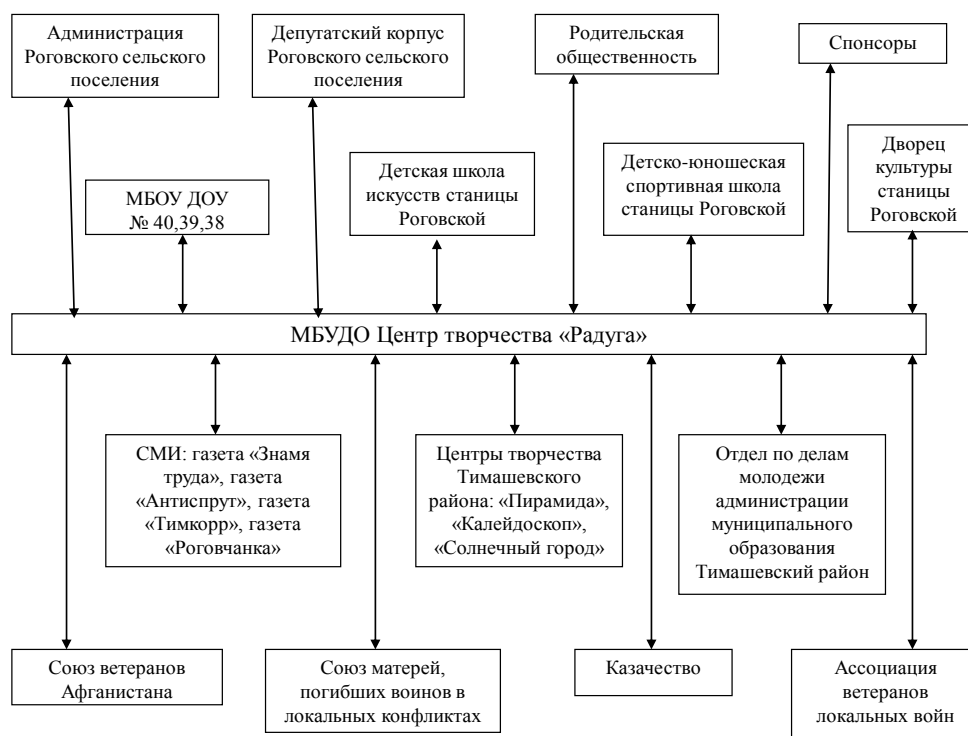 Администрация
Роговского сельского
поселения
Депутатский корпус
Роговского сельского
поселения
Родительская
общественность
Спонсоры
МБОУ ДОУ
№ 40,39,38
Детская школа
искусств станицы
Роговской
Детско-юношеская
спортивная школа
станицы Роговской
Дворец
культуры
станицы
Роговской
МБУДО Центр творчества «Радуга»
СМИ: газета «Знамя
труда», газета
«Антиспрут», газета
«Тимкорр», газета
«Роговчанка»
Центры творчества
Тимашевского
района: «Пирамида»,
«Калейдоскоп»,
«Солнечный город»
Отдел по делам
молодежи
администрации
муниципального
образования
Тимашевский район
Союз ветеранов
Афганистана
Союз матерей,
погибших воинов в
локальных конфликтах
Казачество
Ассоциация
ветеранов
локальных войн